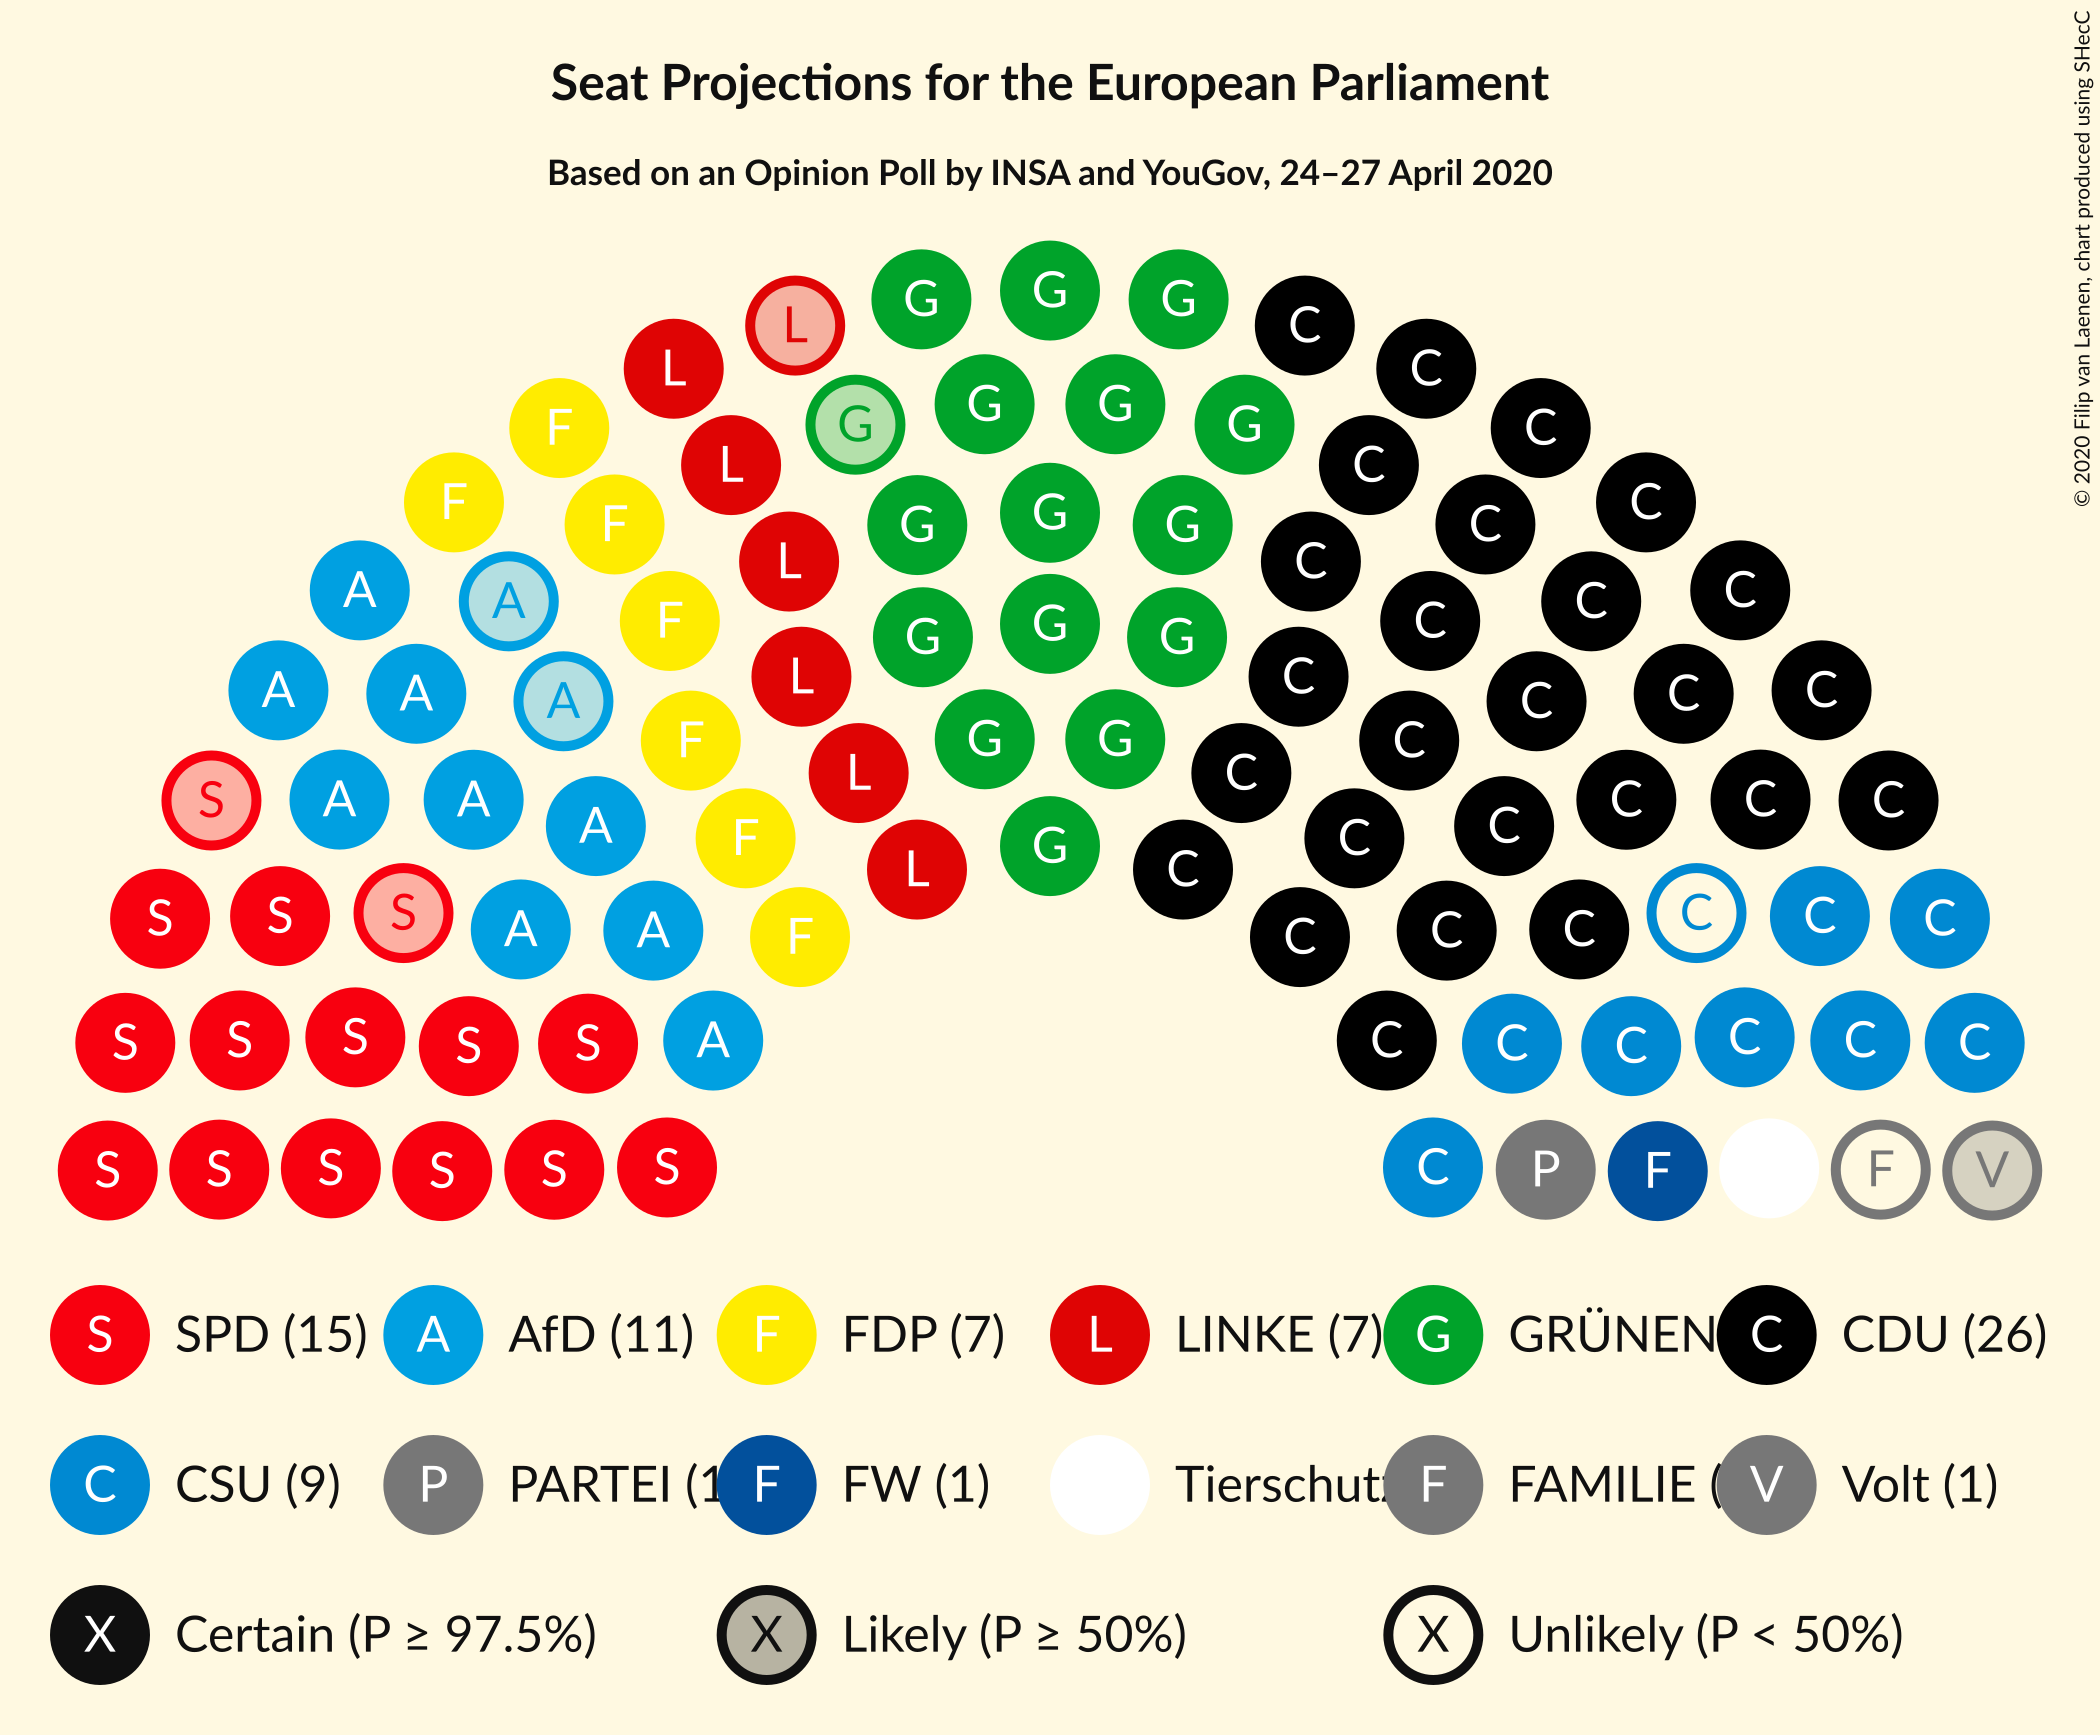 Seat Projections for the European Parliament
Based on an Opinion Poll by INSA and YouGov, 24–27 April 2020
© 2020 Filip van Laenen, chart produced using SHecC
G G G
L C
L G G G G C
F L G G G C C
F F L C C
A A F G G G C C C
A A A F L G G C C C C
S A A A F L C C C C C
S S S A A F L G C C C C C C C
S S S S S A C C C C C C
S S S S S S C P F F V
S SPD (15) A AfD (11) F FDP (7) L LINKE (7) G GRÜNEN C CDU (26)
C CSU (9) P PARTEI (1 F FW (1) Tierschutz F FAMILIE ( V Volt (1)
X Certain (P ≥ 97.5%) X Likely (P ≥ 50%) X Unlikely (P < 50%)